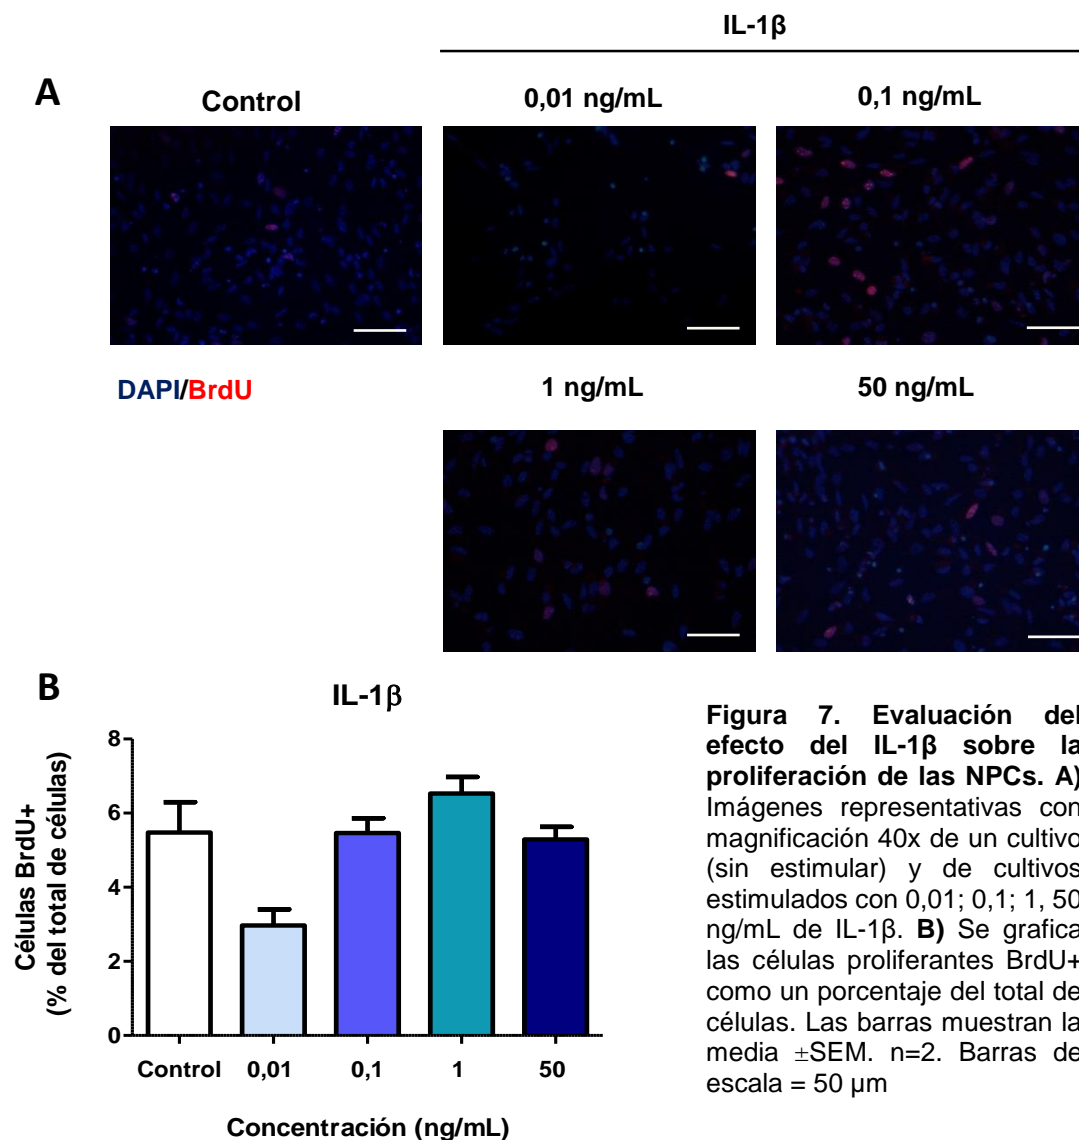 IL-1β
A
Control
0,01 ng/mL
0,1 ng/mL
DAPI/BrdU
1 ng/mL
50 ng/mL
B
IL-1β
Células BrdU+
(% del total de células)
8
6
4
2
0
Control
0,01
0,1
1
50
Concentración (ng/mL)
Figura 7. Evaluación del
efecto del IL-1β sobre la
proliferación de las NPCs. A)
Imágenes representativas con
magnificación 40x de un cultivo
(sin estimular) y de cultivos
estimulados con 0,01; 0,1; 1, 50
ng/mL de IL-1β. B) Se grafica
las células proliferantes BrdU+
como un porcentaje del total de
células. Las barras muestran la
media ±SEM. n=2. Barras de
escala = 50 µm